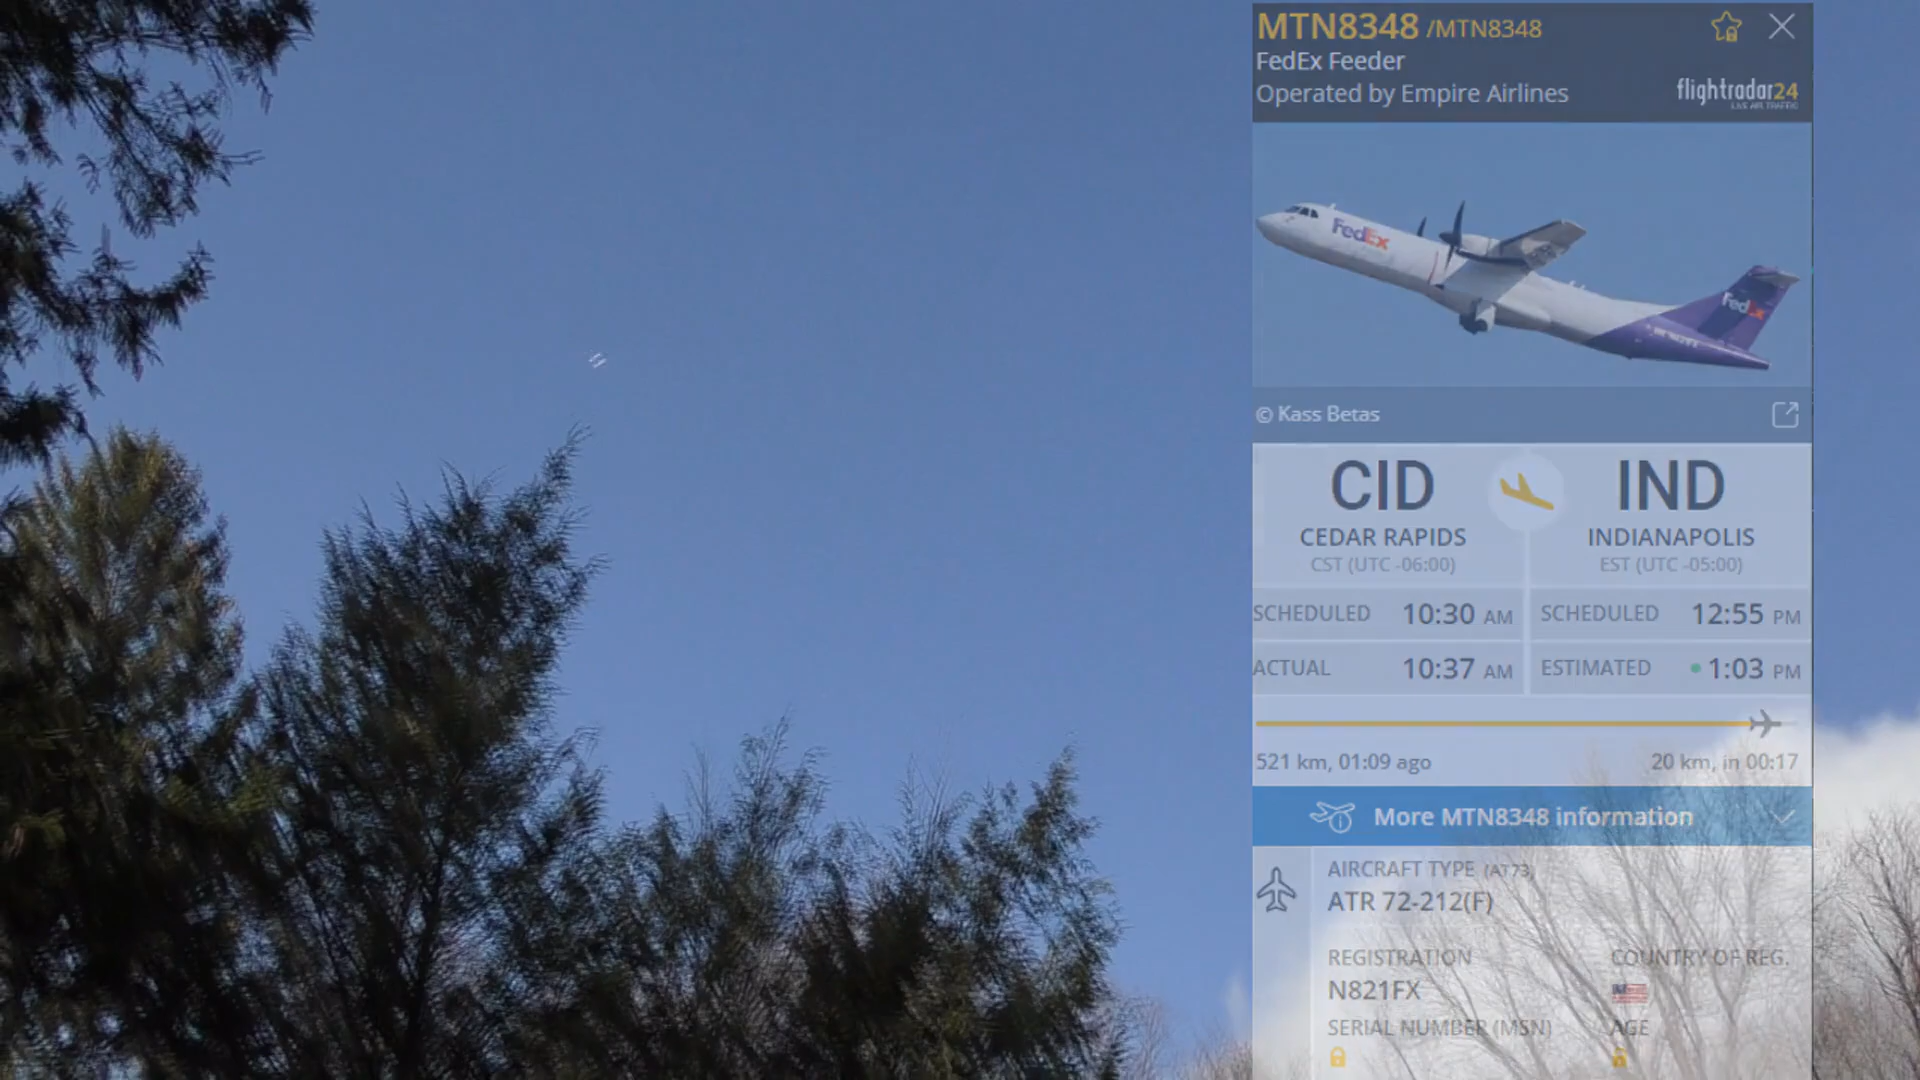 MTN8348 /MTN8348
FedEx Feeder
Operated by Empire Airlines
flightradar24
LIVE AIR TRAFFIC
FedEx
FedEx
© Kass Betas
CID IND
CEDAR RAPIDS INDIANAPOLIS
CST (UTC -06:00) EST (UTC -05:00)
SCHEDULED 10:30 AM SCHEDULED 12:55 PM
ACTUAL 10:37 AM ESTIMATED 1:03 PM
521 km, 01:09 ago 20 km, in 00:17
More MTN8348 information
AIRCRAFT TYPE (AT73)
ATR 72-212(F)
REGISTRATION COUNTRY OF REG.
N821FX
SERIAL NUMBER (MSN) AGE